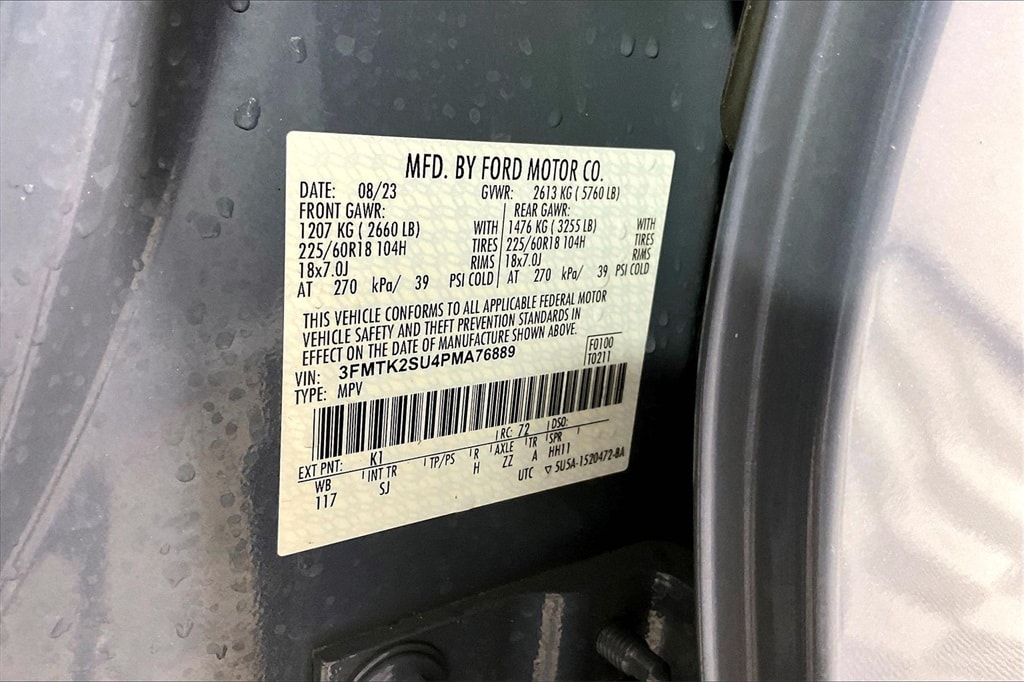 MFD. BY FORD MOTOR CO.
DATE: 08/23 GVWR: 2613 KG ( 5760 LB)
FRONT GAWR: REAR GAWR:
1207 KG ( 2660 LB) WITH 1476 KG ( 3255 LB) WITH
225/60R18 104H TIRES 225/60R18 104H TIRES
18x7.0J RIMS 18x7.0J RIMS
AT 270 kPa/ 39 PSI COLD AT 270 kPa/ 39 PSI COLD
THIS VEHICLE CONFORMS TO ALL APPLICABLE FEDERAL MOTOR
VEHICLE SAFETY AND THEFT PREVENTION STANDARDS IN
EFFECT ON THE DATE OF MANUFACTURE SHOWN ABOVE.
VIN: 3FMTK2SU4PMA76889 F0100
TYPE: MPV T0211
EXT PNT: K1 RC: 72 DSO:
WB INT TR TP/PS R AXLE TR SPR
117 SJ H ZZ A HH11
UTC ▽ 5U5A-1520472-BA